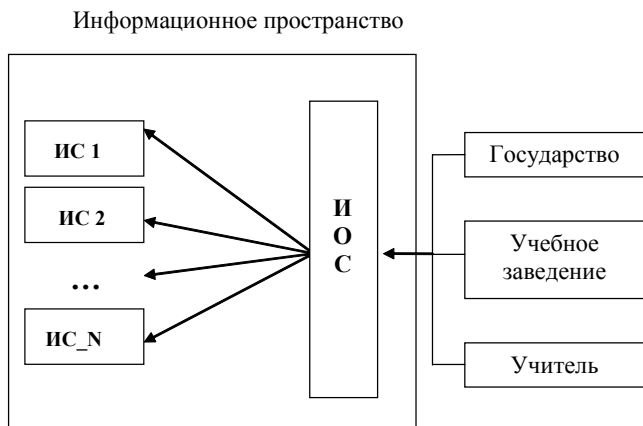 Информационное пространство
ИС 1
ИС 2
...
ИС_N
И
О
С
Государство
Учебное
заведение
Учитель